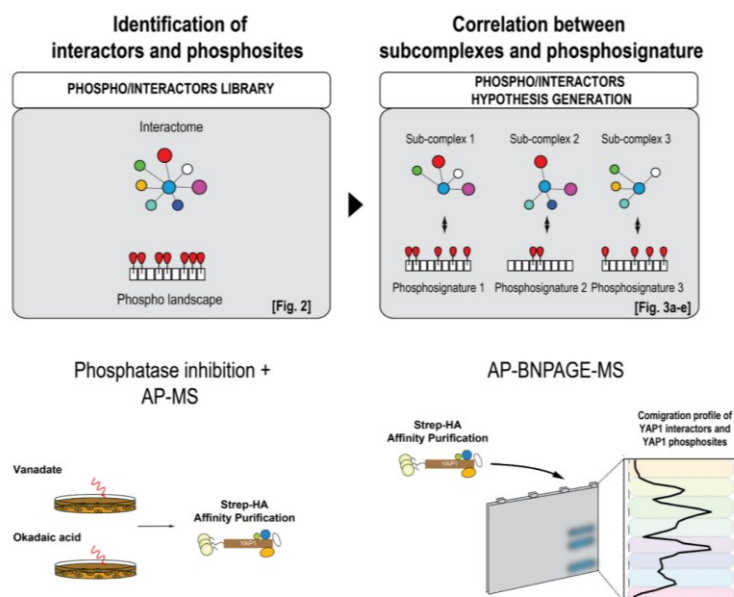 Identification of
interactors and phosphosites
PHOSPHO/INTERACTORS LIBRARY
Interactome
Phospho landscape
[Fig. 2]
Correlation between
subcomplexes and phosphosignature
PHOSPHO/INTERACTORS
HYPOTHESIS GENERATION
Sub-complex 1
Sub-complex 2
Sub-complex 3
Phosphosignature 1
Phosphosignature 2
Phosphosignature 3
[Fig. 3a-e]
Phosphatase inhibition +
AP-MS
Vanadate
Okadaic acid
Strep-HA
Affinity Purification
YAP1
AP-BNPAGE-MS
Strep-HA
Affinity Purification
YAP1
Comigration profile of
YAP1 interactors and
YAP1 phosphosites